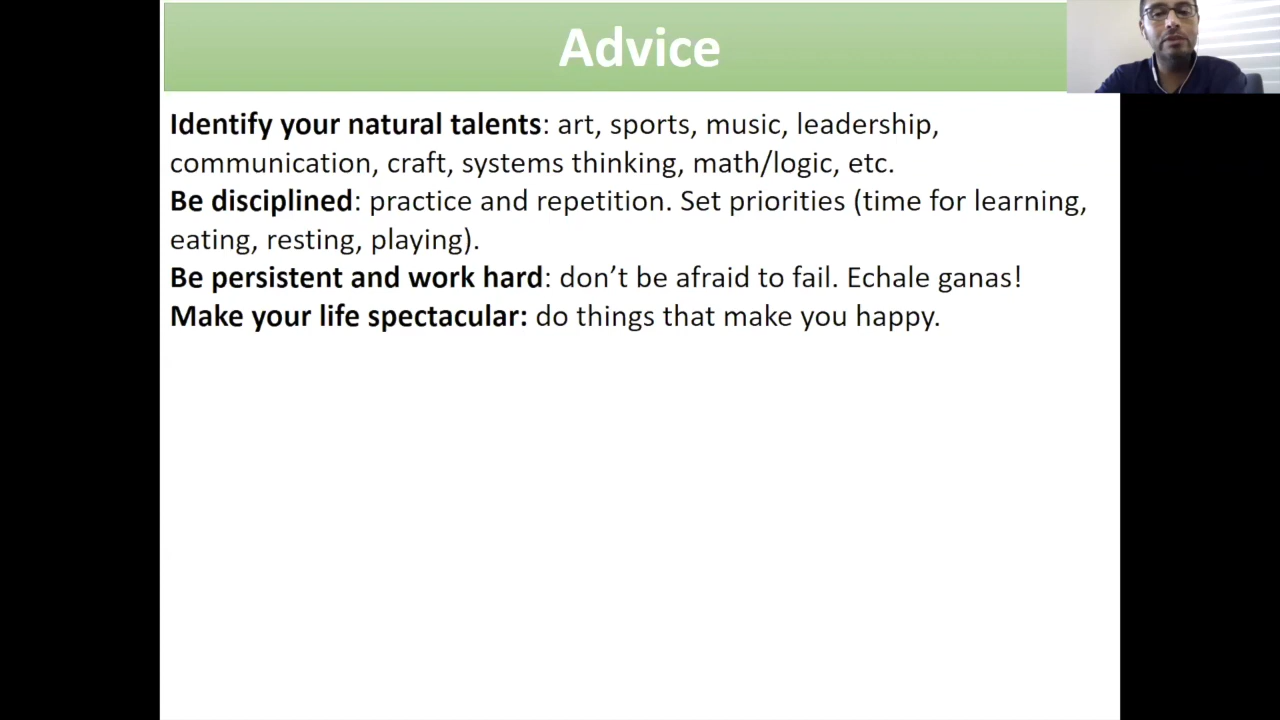 Advice
Identify your natural talents: art, sports, music, leadership,
communication, craft, systems thinking, math/logic, etc.
Be disciplined: practice and repetition. Set priorities (time for learning,
eating, resting, playing).
Be persistent and work hard: don’t be afraid to fail. Echale ganas!
Make your life spectacular: do things that make you happy.